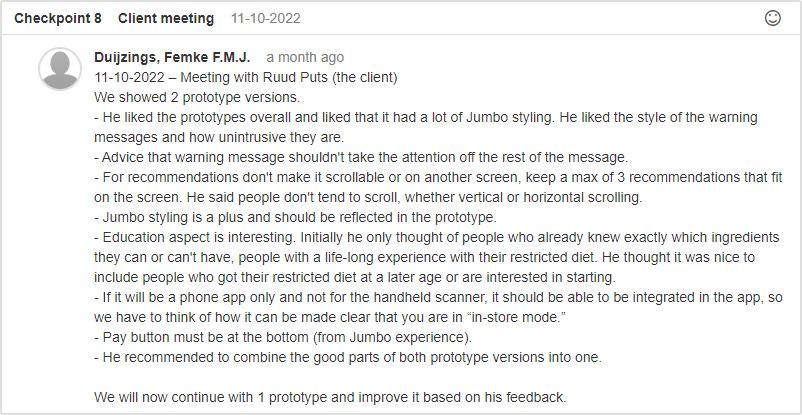 Checkpoint 8 Client meeting 11-10-2022
Duijzings, Femke F.M.J. a month ago
11-10-2022 – Meeting with Ruud Puts (the client)
We showed 2 prototype versions.
- He liked the prototypes overall and liked that it had a lot of Jumbo styling. He liked the style of the warning
messages and how unintrusive they are.
- Advice that warning message shouldn't take the attention off the rest of the message.
- For recommendations don't make it scrollable or on another screen, keep a max of 3 recommendations that fit
on the screen. He said people don't tend to scroll, whether vertical or horizontal scrolling.
- Jumbo styling is a plus and should be reflected in the prototype.
- Education aspect is interesting. Initially he only thought of people who already knew exactly which ingredients
they can or can't have, people with a life-long experience with their restricted diet. He thought it was nice to
include people who got their restricted diet at a later age or are interested in starting.
- If it will be a phone app only and not for the handheld scanner, it should be able to be integrated in the app, so
we have to think of how it can be made clear that you are in “in-store mode.”
- Pay button must be at the bottom (from Jumbo experience).
- He recommended to combine the good parts of both prototype versions into one.
We will now continue with 1 prototype and improve it based on his feedback.